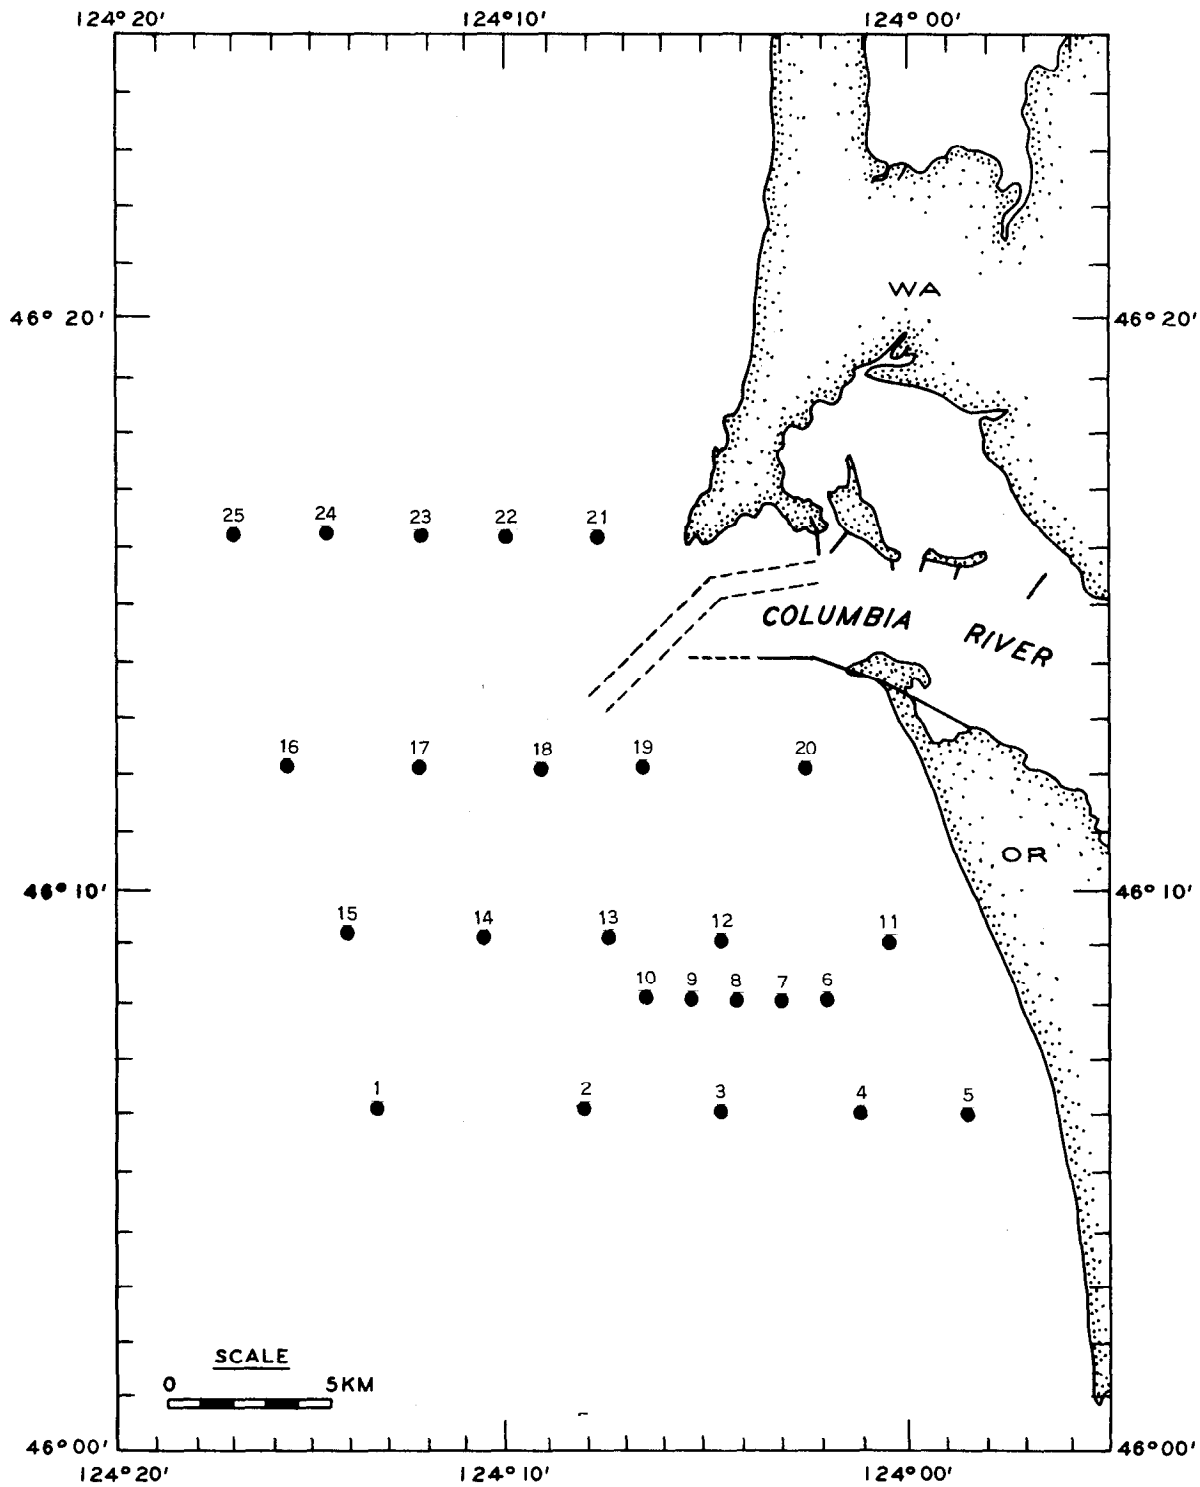 124° 20' 124° 10' 124° 00'
WA
46° 20' 46° 20'
25 24 23 22 21
COLUMBIA RIVER
16 17 18 19 20
OR
46° 10' 46° 10'
15 14 13 12 11
10 9 8 7 6
1 2 3 4 5
SCALE
0 5KM
46° 00' 46° 00'
124° 20' 124° 10' 124° 00'